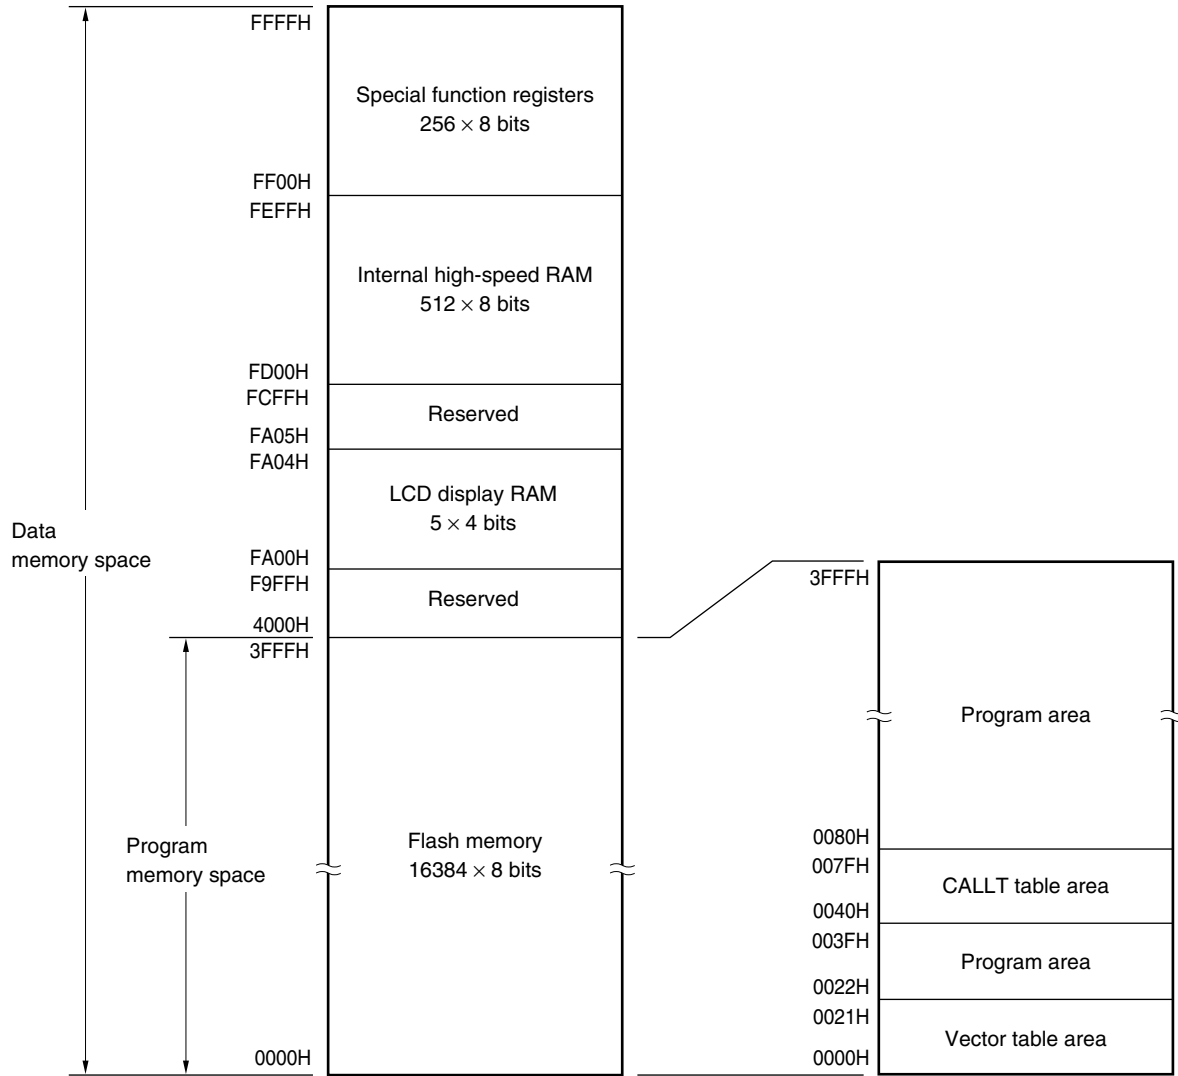 FFFFH
Special function registers
256 × 8 bits
FF00H
FEFFH
Internal high-speed RAM
512 × 8 bits
FD00H
FCFFH
Reserved
FA05H
FA04H
LCD display RAM
5 × 4 bits
Data
memory space
FA00H
F9FFH
Reserved
4000H
3FFFH
Program
memory space
Flash memory
16384 × 8 bits
0000H
3FFFH
Program area
0080H
007FH
CALLT table area
0040H
003FH
Program area
0022H
0021H
Vector table area
0000H